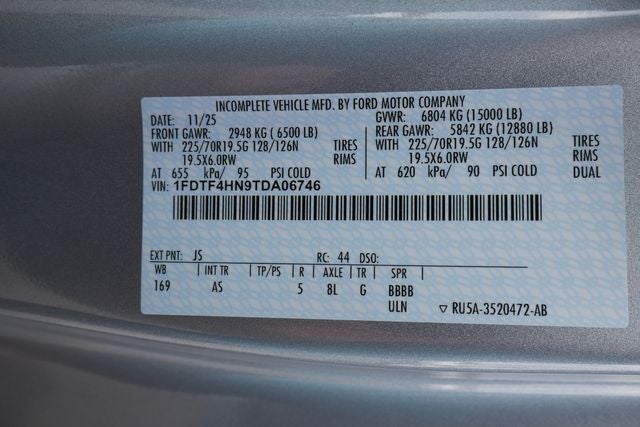 INCOMPLETE VEHICLE MFD. BY FORD MOTOR COMPANY
DATE: 11/25 GVWR: 6804 KG (15000 LB)
FRONT GAWR: 2948 KG ( 6500 LB) REAR GAWR: 5842 KG (12880 LB)
WITH 225/70R19.5G 128/126N TIRES WITH 225/70R19.5G 128/126N TIRES
19.5X6.0RW RIMS 19.5X6.0RW RIMS
AT 655 kPa/ 95 PSI COLD AT 620 kPa/ 90 PSI COLD DUAL
VIN: 1FDTF4HN9TDA06746
EXT PNT: JS RC: 44 DSO:
WB INT TR TP/PS R AXLE TR SPR
169 AS 5 8L G BBBB
ULN ▽ RU5A-3520472-AB